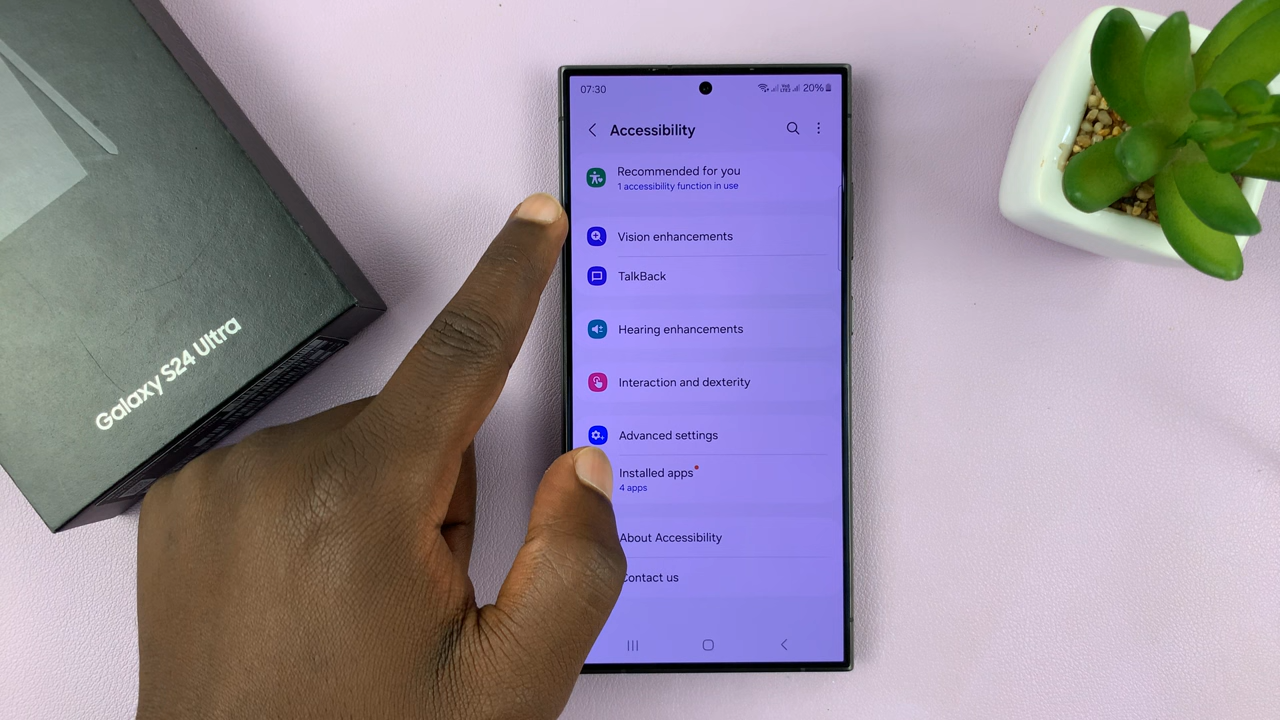 Galaxy S24 Ultra
07:30
20%
Accessibility
Recommended for you
1 accessibility function in use
Vision enhancements
TalkBack
Hearing enhancements
Interaction and dexterity
Advanced settings
Installed apps
4 apps
About Accessibility
Contact us